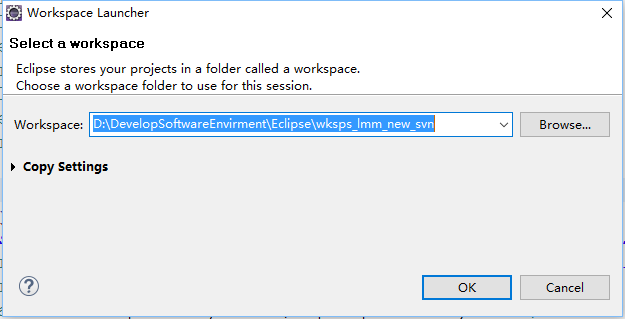 Workspace Launcher
Select a workspace
Eclipse stores your projects in a folder called a workspace.
Choose a workspace folder to use for this session.
Workspace: D:\DevelopSoftwareEnvirment\Eclipse\wksps_lmm_new_svn Browse...
Copy Settings
? OK Cancel